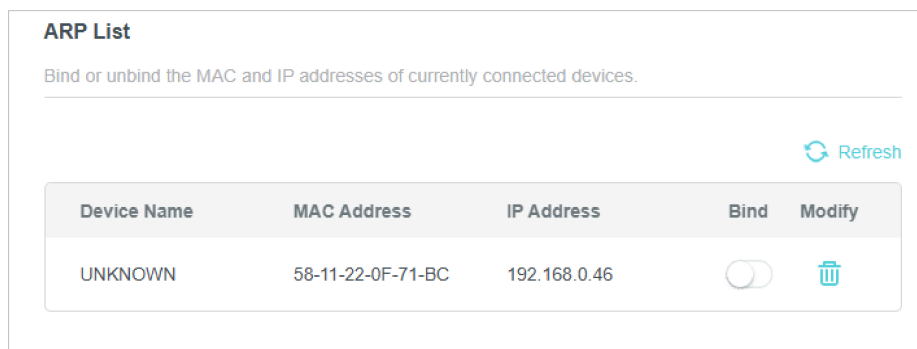 ARP List
Bind or unbind the MAC and IP addresses of currently connected devices.
Refresh
Device Name MAC Address IP Address Bind Modify
UNKNOWN 58-11-22-0F-71-BC 192.168.0.46